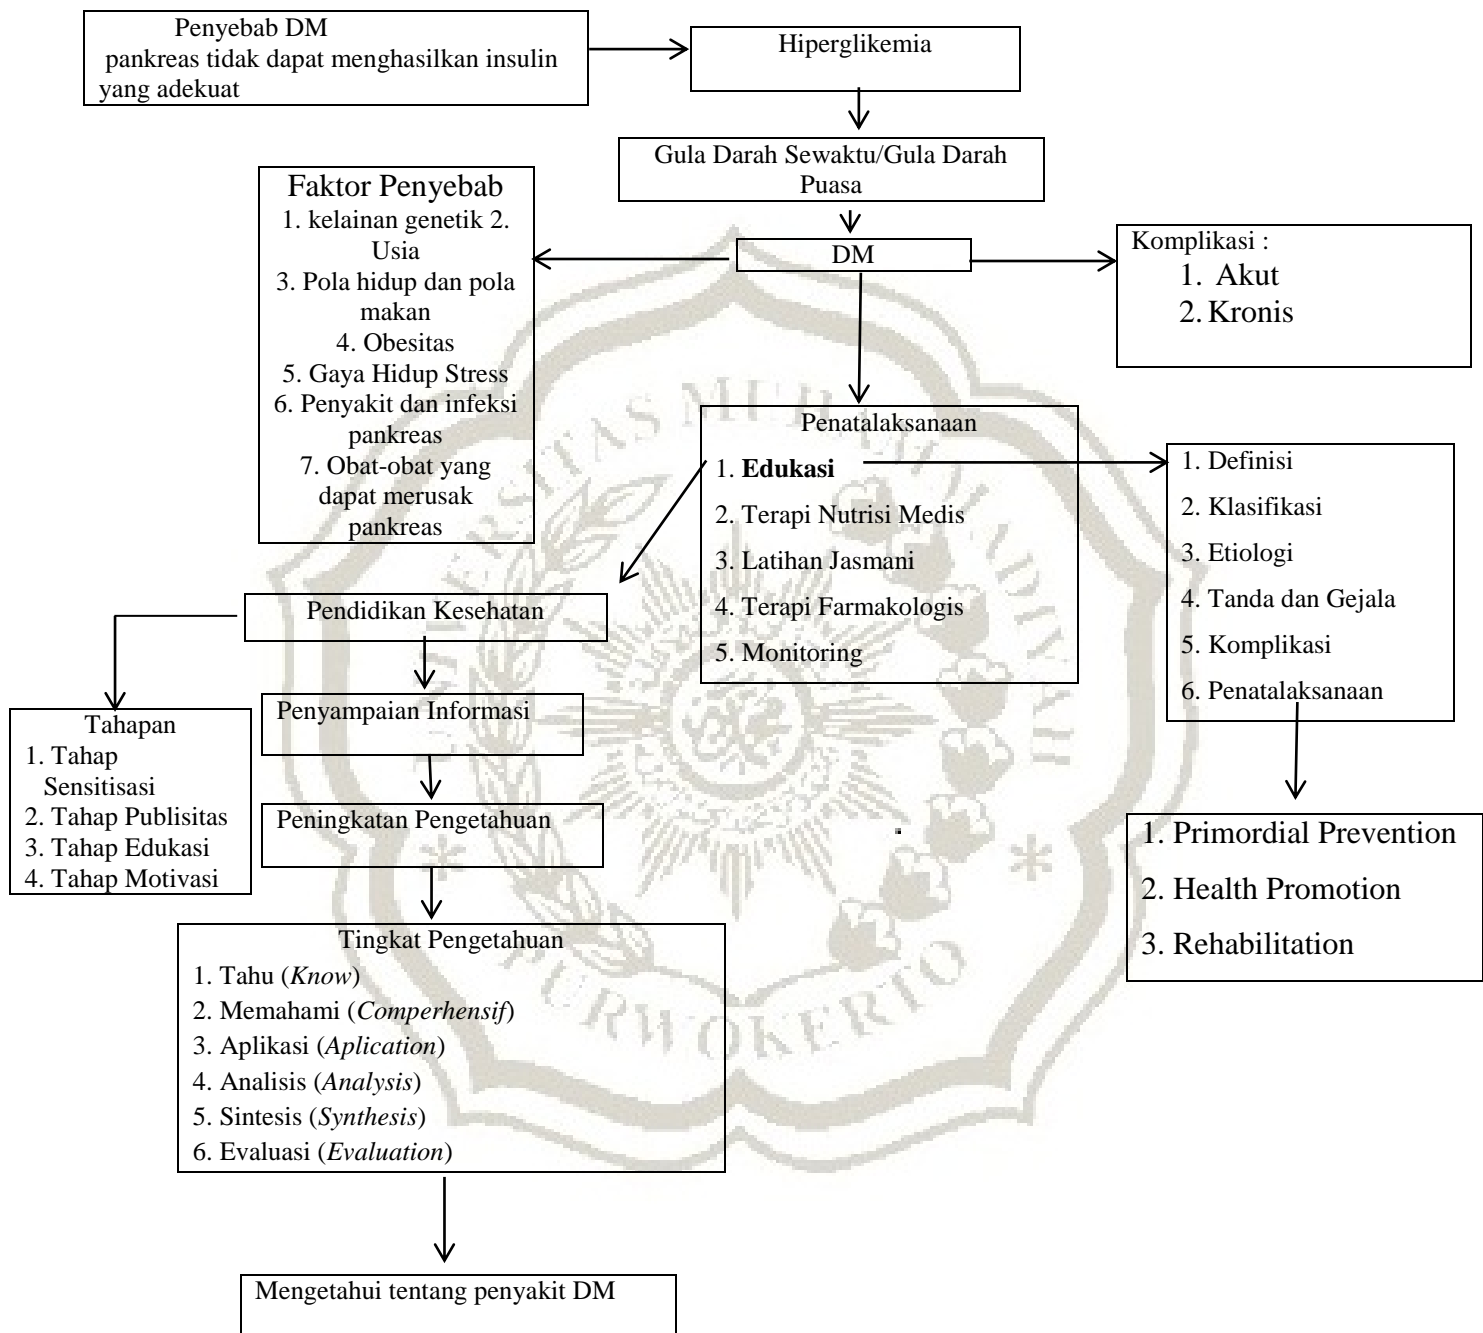 Penyebab DM
pankreas tidak dapat menghasilkan insulin
yang adekuat
Hiperglikemia
Gula Darah Sewaktu/Gula Darah
Puasa
Faktor Penyebab
1. kelainan genetik 2.
Usia
3. Pola hidup dan pola
makan
4. Obesitas
5. Gaya Hidup Stress
6. Penyakit dan infeksi
pankreas
7. Obat-obat yang
dapat merusak
pankreas
DM
Komplikasi :
1. Akut
2. Kronis
Penatalaksanaan
1. Edukasi
2. Terapi Nutrisi Medis
3. Latihan Jasmani
4. Terapi Farmakologis
5. Monitoring
1. Definisi
2. Klasifikasi
3. Etiologi
4. Tanda dan Gejala
5. Komplikasi
6. Penatalaksanaan
Pendidikan Kesehatan
Tahapan
1. Tahap
Sensitisasi
2. Tahap Publisitas
3. Tahap Edukasi
4. Tahap Motivasi
Penyampaian Informasi
Peningkatan Pengetahuan
1. Primordial Prevention
2. Health Promotion
3. Rehabilitation
Tingkat Pengetahuan
1. Tahu (Know)
2. Memahami (Comperhensif)
3. Aplikasi (Aplication)
4. Analisis (Analysis)
5. Sintesis (Synthesis)
6. Evaluasi (Evaluation)
Mengetahui tentang penyakit DM
UNIVERSITAS MUHAMMADIYAH
PURWOKERTO